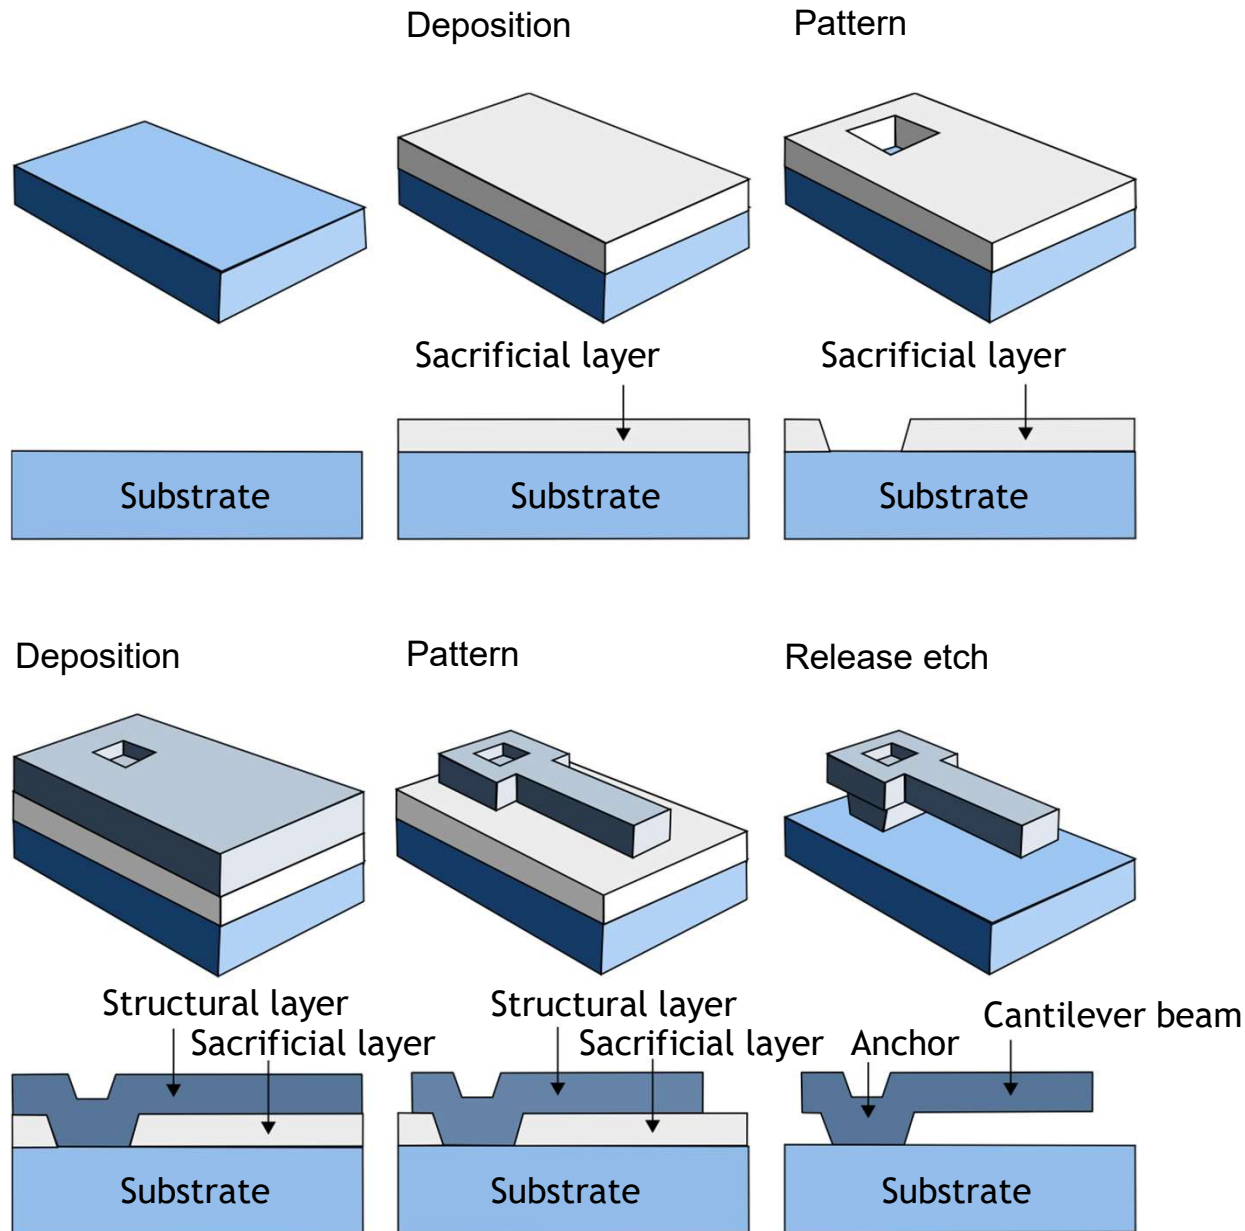 Deposition
Pattern
Sacrificial layer
Sacrificial layer
Substrate
Substrate
Substrate
Deposition
Pattern
Release etch
Structural layer
Sacrificial layer
Structural layer
Sacrificial layer
Anchor
Cantilever beam
Substrate
Substrate
Substrate